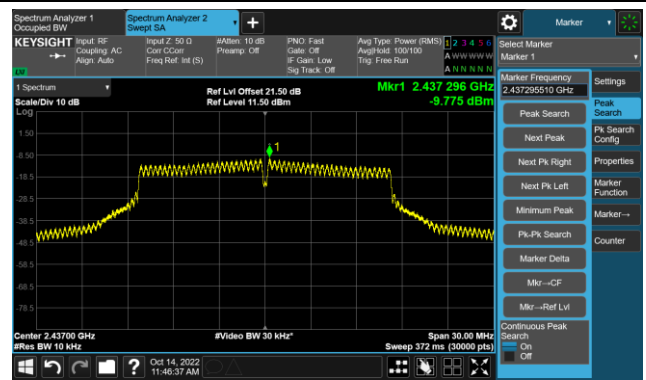 Spectrum Analyzer 1
Occupied BW
Spectrum Analyzer 2
Swept SA
Marker
KEYSIGHT
Input: RF
Coupling: AC
Align: Auto
Input Z: 50 Ω
Corr CCorr
Freq Ref: Int (S)
#Atten: 10 dB
Preamp: Off
PNO: Fast
Gate: Off
IF Gain: Low
Sig Track: Off
Avg Type: Power (RMS)
Avg|Hold: 100/100
Trig: Free Run
1 2 3 4 5 6
A W W W W W
A N N N N N
LXI
Select Marker
Marker 1
1 Spectrum
Scale/Div 10 dB
Log
Ref Lvl Offset 21.50 dB
Ref Level 11.50 dBm
Mkr1 2.437 296 GHz
-9.775 dBm
1
1.50
-8.50
-18.5
-28.5
-38.5
-48.5
-58.5
-68.5
-78.5
Center 2.43700 GHz
#Res BW 10 kHz
#Video BW 30 kHz*
Span 30.00 MHz
Sweep 372 ms (30000 pts)
Marker Frequency
2.437295510 GHz
Peak Search
Next Peak
Next Pk Right
Next Pk Left
Minimum Peak
Pk-Pk Search
Marker Delta
Mkr→CF
Mkr→Ref Lvl
Continuous Peak
Search
On
Off
Settings
Peak
Search
Pk Search
Config
Properties
Marker
Function
Marker→
Counter
?
Oct 14, 2022
11:46:37 AM